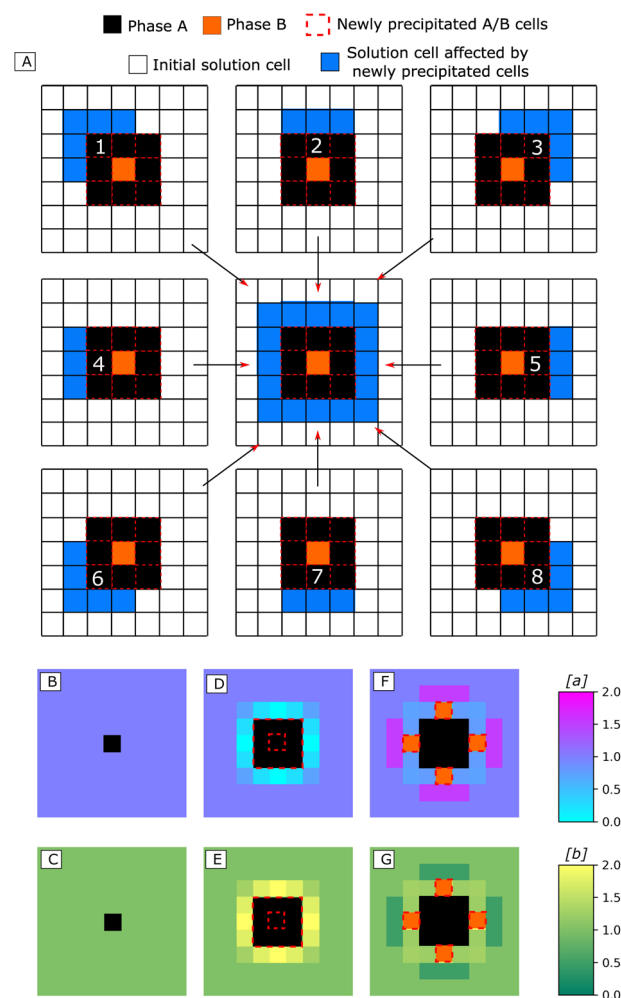 Phase A Phase B Newly precipitated A/B cells
Initial solution cell Solution cell affected by
newly precipitated cells
A
1 2 3
4 5
6 7 8
B D F [a]
2.0
1.5
1.0
0.5
0.0
C E G [b]
2.0
1.5
1.0
0.5
0.0